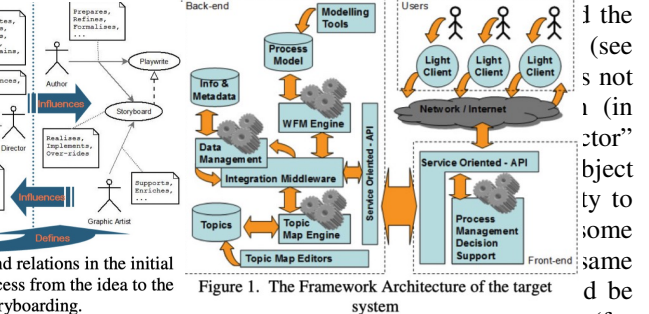 Prepares,
Refines,
Formalises,
...
Author
Playwrite
Influences
Storyboard
Director
Realises,
Implements,
Over-rides
Supports,
Enriches,
...
Influences
Graphic Artist
Defines
nd relations in the initial
cess from the idea to the
ryboarding.
Back-end
Modelling
Tools
Process
Model
Info &
Metadata
WFM Engine
Data
Management
Integration Middleware
Service Oriented - API
Topics
Topic
Map Engine
Topic Map Editors
Users
Light
Client
Light
Client
Light
Client
Network / Internet
Service Oriented - API
Process
Management
Decision
Support
Front-end
Figure 1. The Framework Architecture of the target
system
d the
(see
s not
(in
ctor”
bject
ty to
some
same
d be